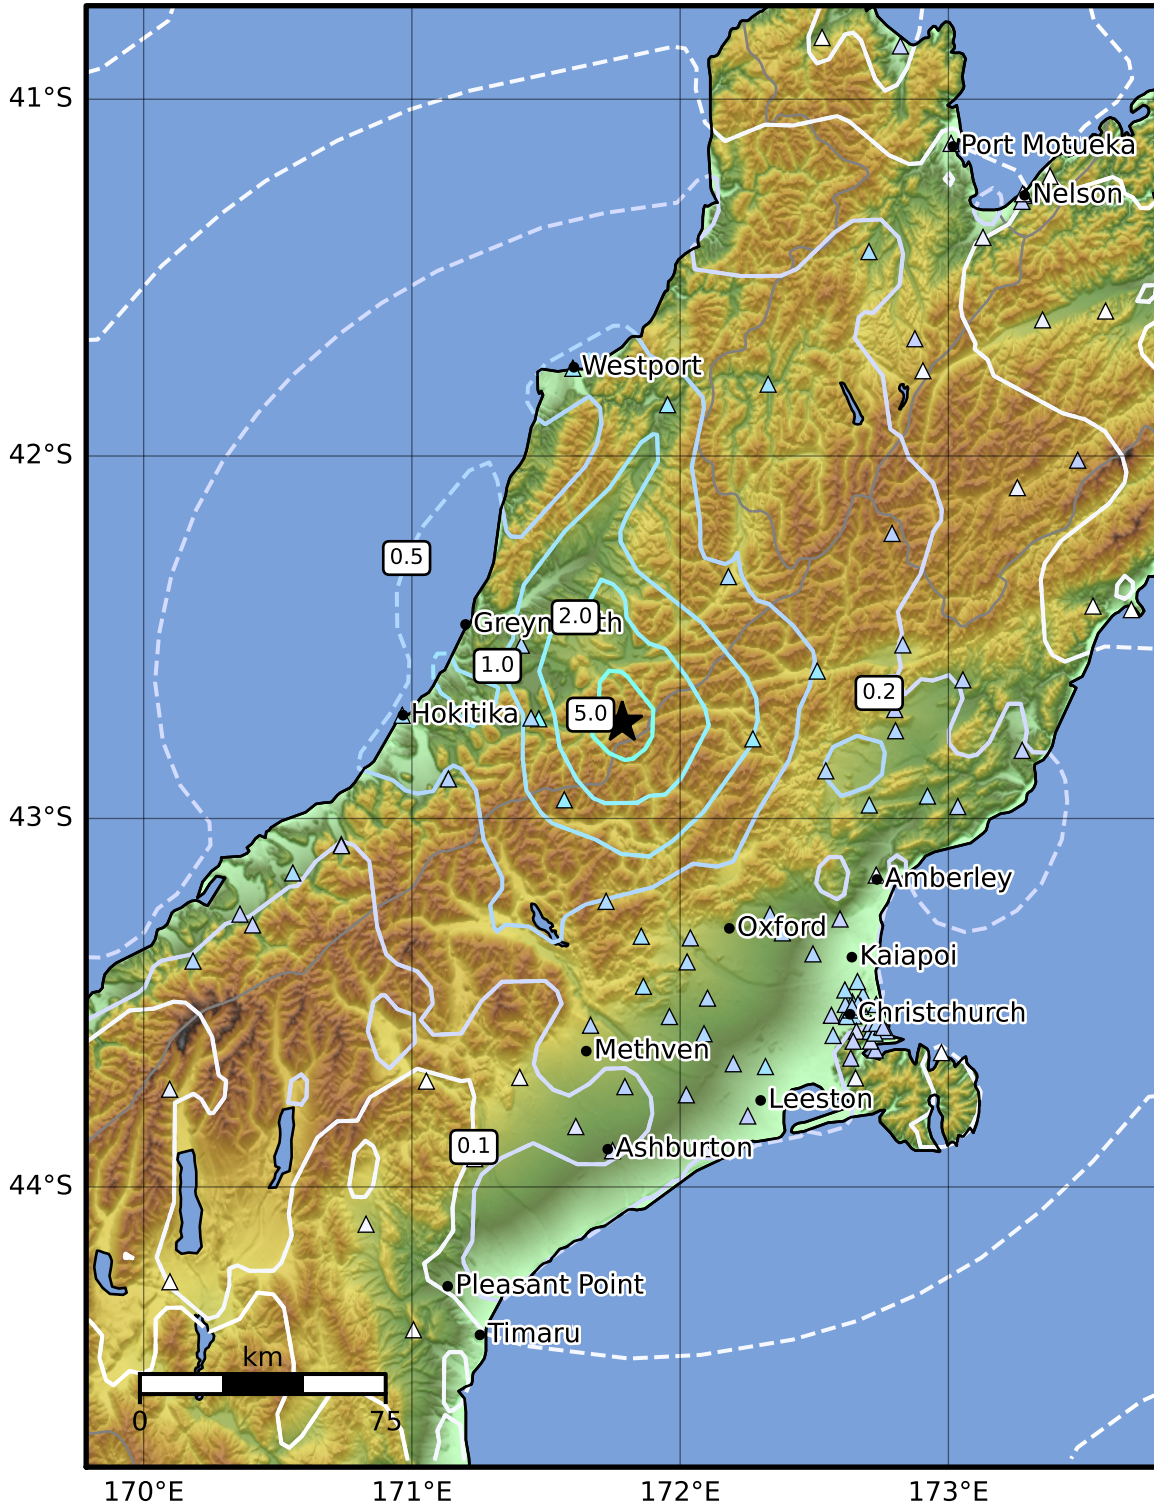 41°S
Port Motueka
Nelson
Westport
42°S
0.5
2.0
Greymouth
1.0
0.2
5.0
Hokitika
43°S
Amberley
Oxford
Kaiapoi
Christchurch
Methven
Leeston
0.1
Ashburton
44°S
Pleasant Point
Timaru
km
0
75
170°E
171°E
172°E
173°E